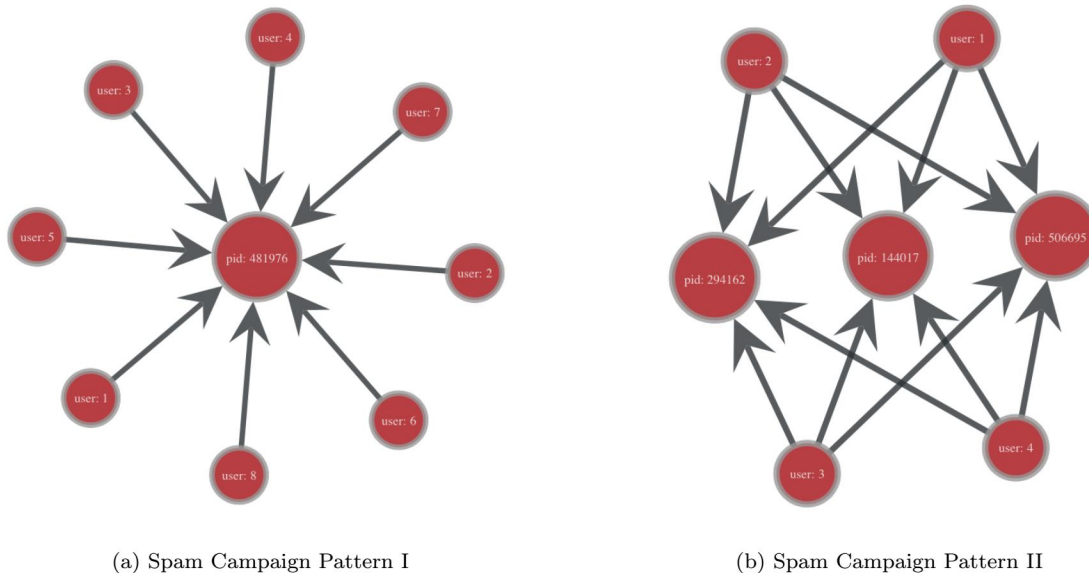 user: 4
user: 3
user: 7
user: 5
pid: 481976
user: 2
user: 1
user: 6
user: 8
(a) Spam Campaign Pattern I
user: 1
user: 2
pid: 506695
pid: 144017
pid: 294162
user: 4
user: 3
(b) Spam Campaign Pattern II